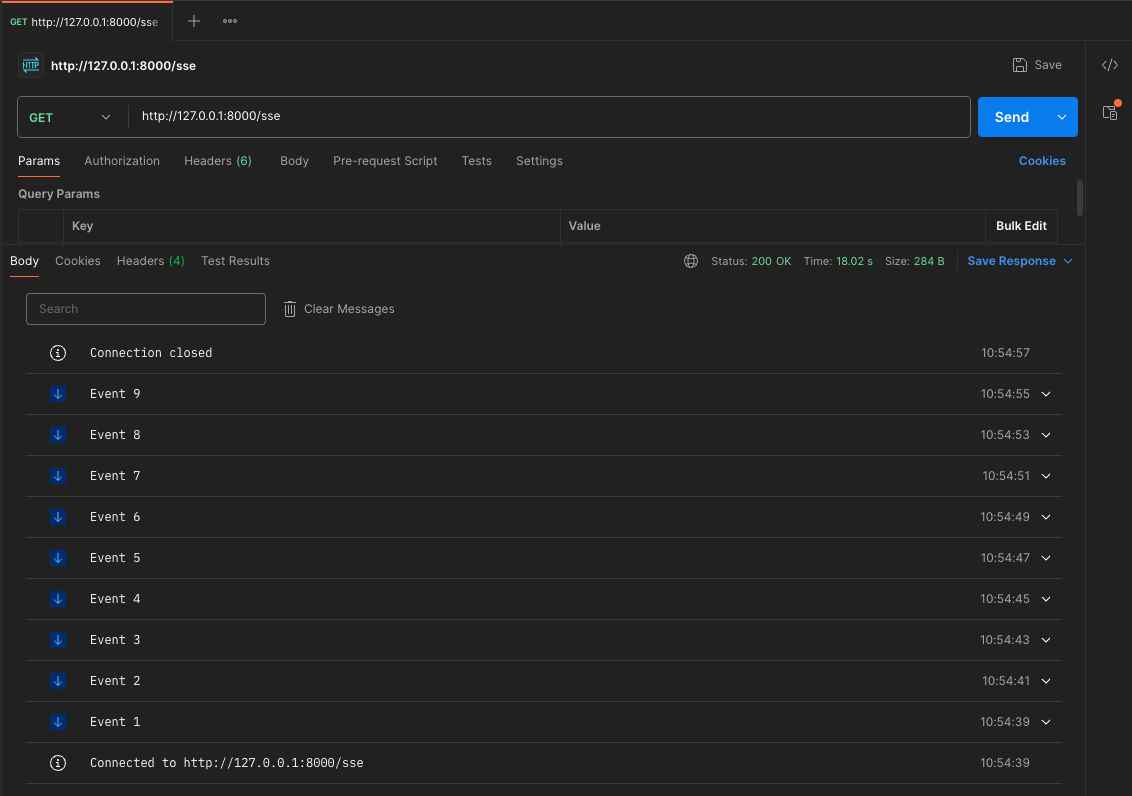 GET http://127.0.0.1:8000/sse
HTTP http://127.0.0.1:8000/sse Save
GET http://127.0.0.1:8000/sse Send
Params Authorization Headers (6) Body Pre-request Script Tests Settings Cookies
Query Params
Key Value Bulk Edit
Body Cookies Headers (4) Test Results Status: 200 OK Time: 18.02 s Size: 284 B Save Response
Search Clear Messages
Connection closed 10:54:57
Event 9 10:54:55
Event 8 10:54:53
Event 7 10:54:51
Event 6 10:54:49
Event 5 10:54:47
Event 4 10:54:45
Event 3 10:54:43
Event 2 10:54:41
Event 1 10:54:39
Connected to http://127.0.0.1:8000/sse 10:54:39